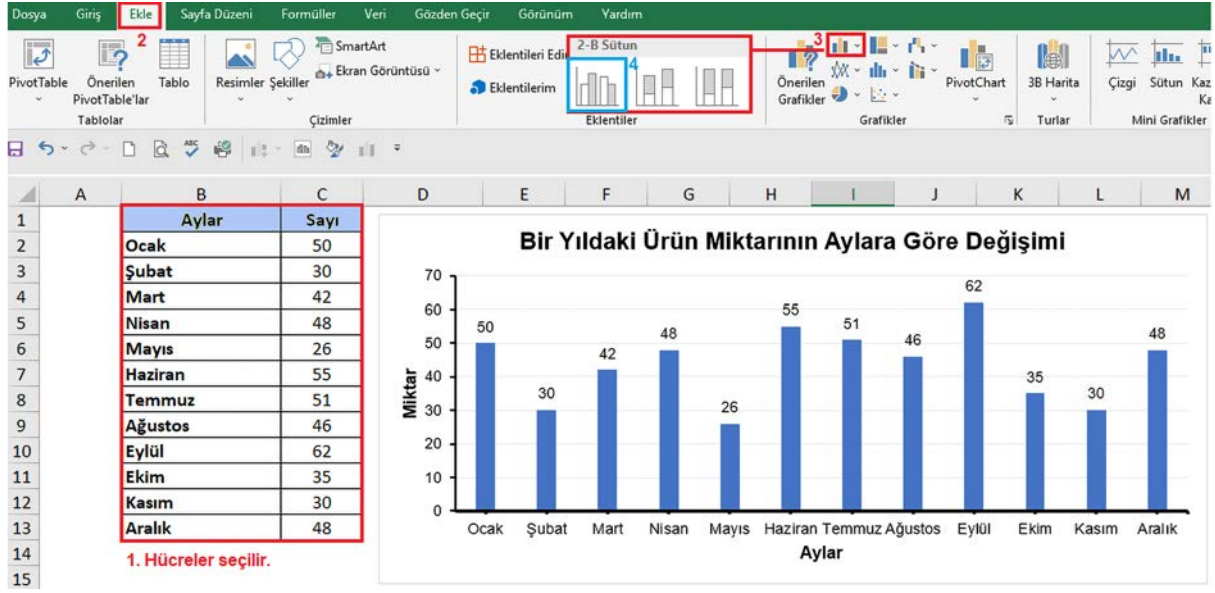 Dosya Giriş Ekle Sayfa Düzeni Formüller Veri Gözden Geçir Görünüm Yardım
2
PivotTable
Önerilen
PivotTable'lar
Tablo
Tablolar
Resimler
Şekiller
SmartArt
Ekran Görüntüsü
Çizimler
Eklentileri Edi
Eklentilerim
Eklentiler
2-B Sütun
4
3
Önerilen
Grafikler
PivotChart
Grafikler
3B Harita
Turlar
Çizgi
Sütun
Kaz
Ka
Mini Grafikler
ABC
A B C D E F G H I J K L M
1 Aylar Sayı
2 Ocak 50
3 Şubat 30
4 Mart 42
5 Nisan 48
6 Mayıs 26
7 Haziran 55
8 Temmuz 51
9 Ağustos 46
10 Eylül 62
11 Ekim 35
12 Kasım 30
13 Aralık 48
14
15
1. Hücreler seçilir.
Bir Yıldaki Ürün Miktarının Aylara Göre Değişimi
Miktar
70
60
50
40
30
20
10
0
50 30 42 48 26 55 51 46 62 35 30 48
Ocak Şubat Mart Nisan Mayıs Haziran Temmuz Ağustos Eylül Ekim Kasım Aralık
Aylar